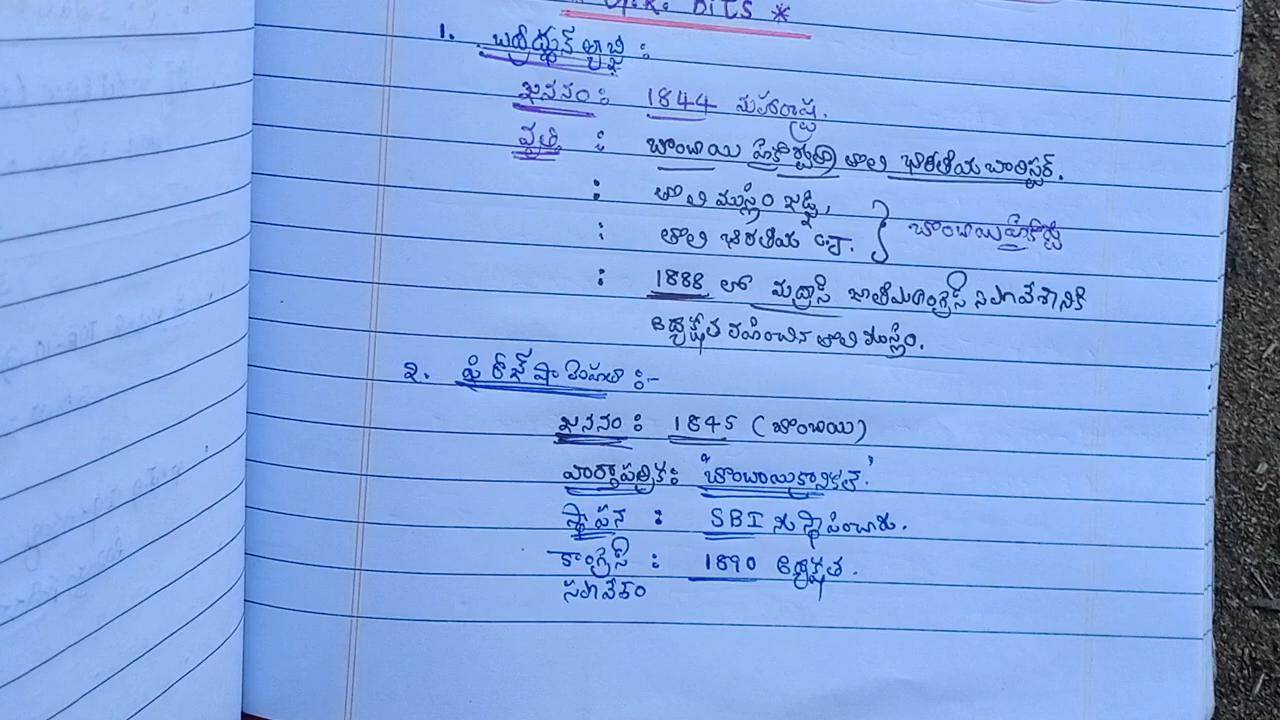 BITS *
1. బద్రుద్దీన్ త్యాబ్జీ :
జననం : 1844 మహారాష్ట్ర.
వృత్తి : బాంబాయి హైకోర్టులో తొలి భారతీయ బారిస్టర్.
: తొలి ముస్లిం జడ్జి,
: తొలి భారతీయ C.J. } బాంబాయి హైకోర్టు
: 1888 లో మద్రాస్ జాతీయకాంగ్రెస్ సమావేశానికి
అధ్యక్షత వహించిన తొలి ముస్లిం.
2. ఫిరోజ్ షా మెహతా :-
జననం : 1845 (బాంబాయి)
వార్తాపత్రిక : 'బాంబాయిక్రానికల్'
స్థాపన : SBI ను స్థాపించారు.
కాంగ్రెస్ : 1890 అధ్యక్షత.
సమావేశం